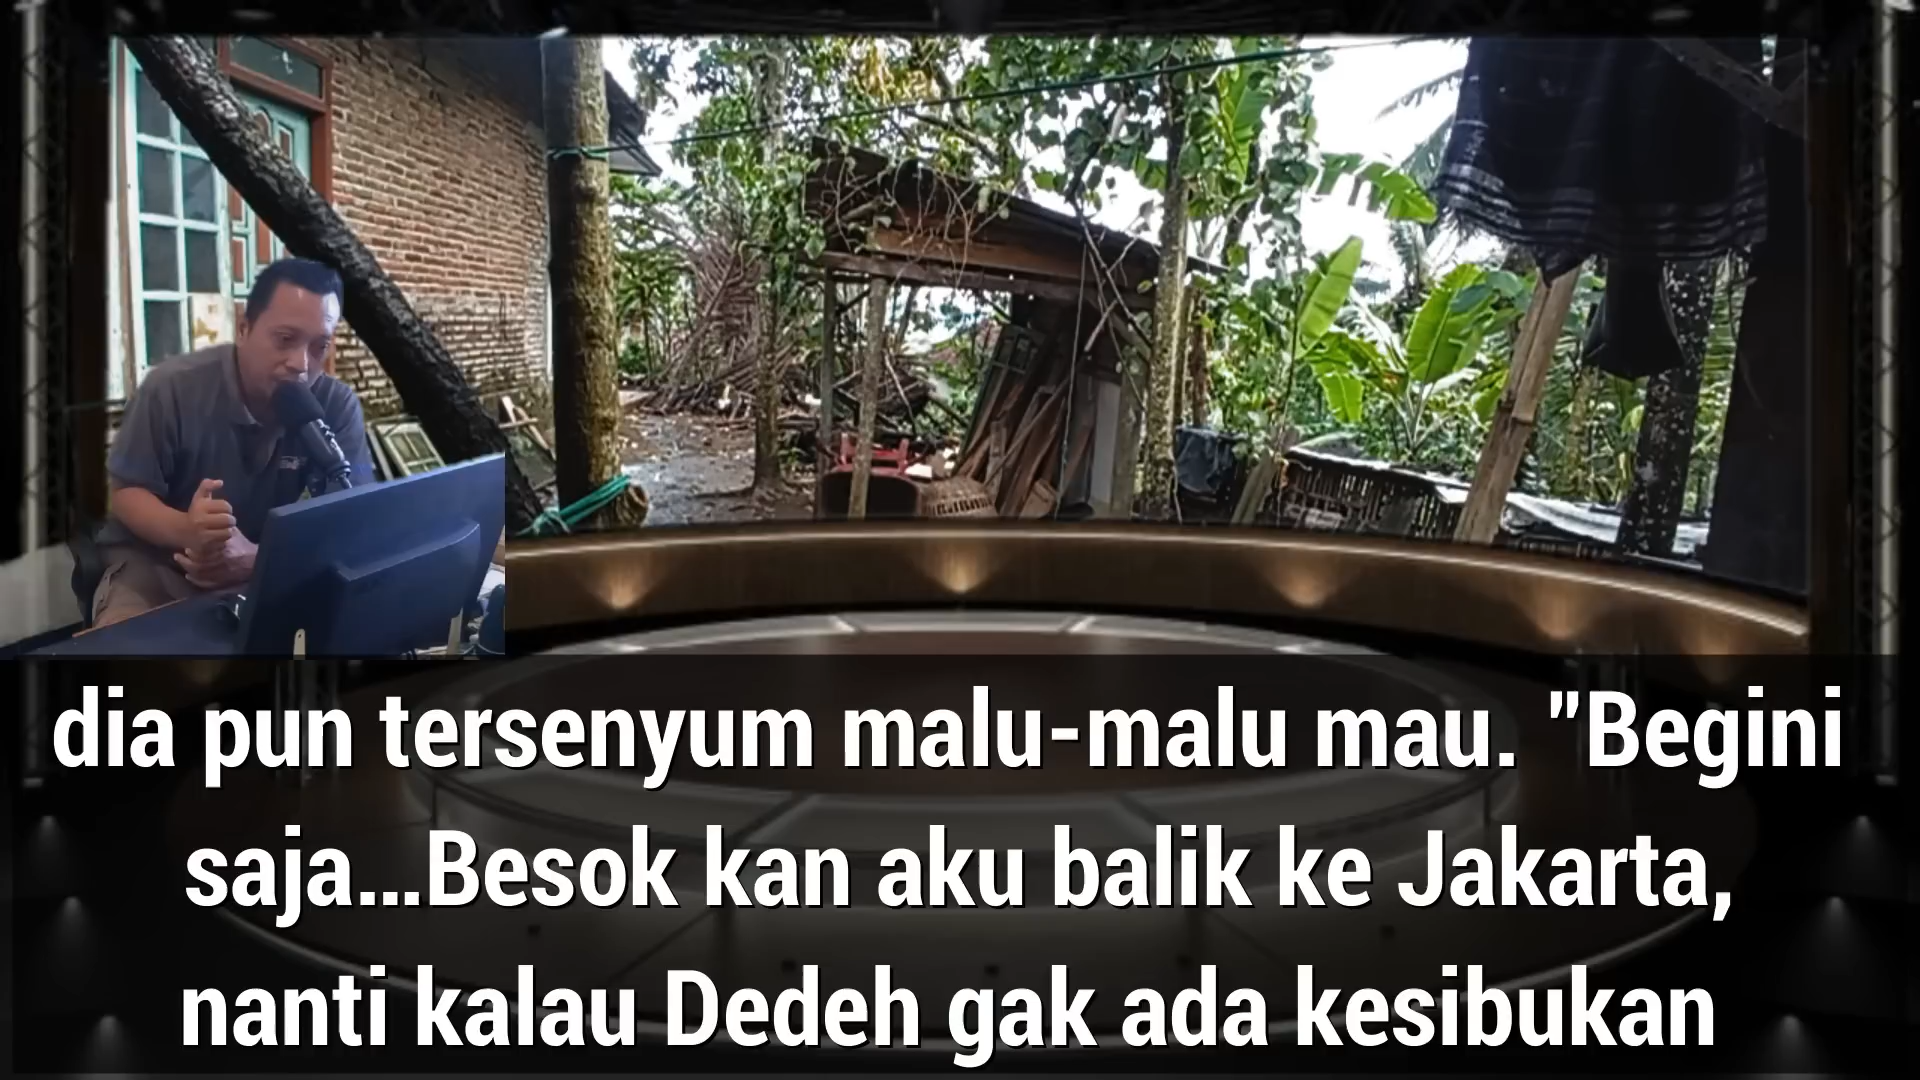 dia pun tersenyum malu-malu mau. "Begini
saja...Besok kan aku balik ke Jakarta,
nanti kalau Dedeh gak ada kesibukan